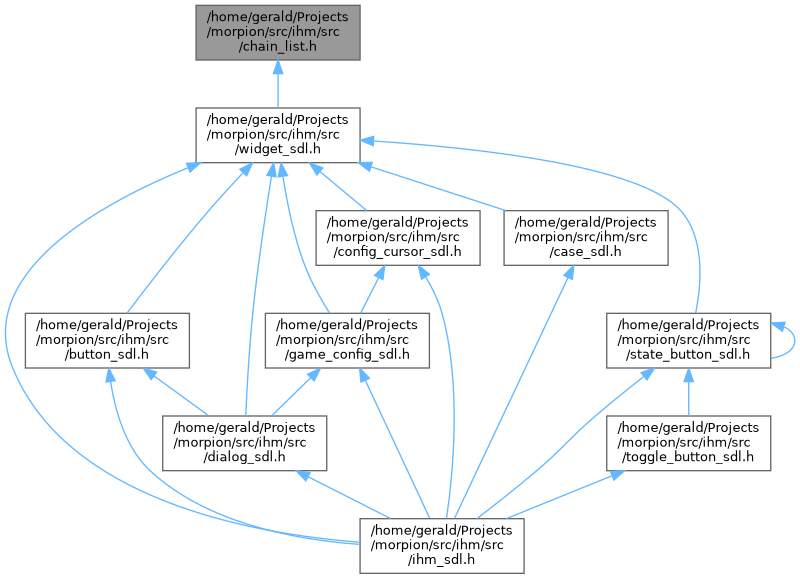 /home/gerald/Projects
/morpion/src/ihm/src
/chain_list.h
/home/gerald/Projects
/morpion/src/ihm/src
/widget_sdl.h
/home/gerald/Projects
/morpion/src/ihm/src
/config_cursor_sdl.h
/home/gerald/Projects
/morpion/src/ihm/src
/case_sdl.h
/home/gerald/Projects
/morpion/src/ihm/src
/button_sdl.h
/home/gerald/Projects
/morpion/src/ihm/src
/game_config_sdl.h
/home/gerald/Projects
/morpion/src/ihm/src
/state_button_sdl.h
/home/gerald/Projects
/morpion/src/ihm/src
/dialog_sdl.h
/home/gerald/Projects
/morpion/src/ihm/src
/toggle_button_sdl.h
/home/gerald/Projects
/morpion/src/ihm/src
/ihm_sdl.h